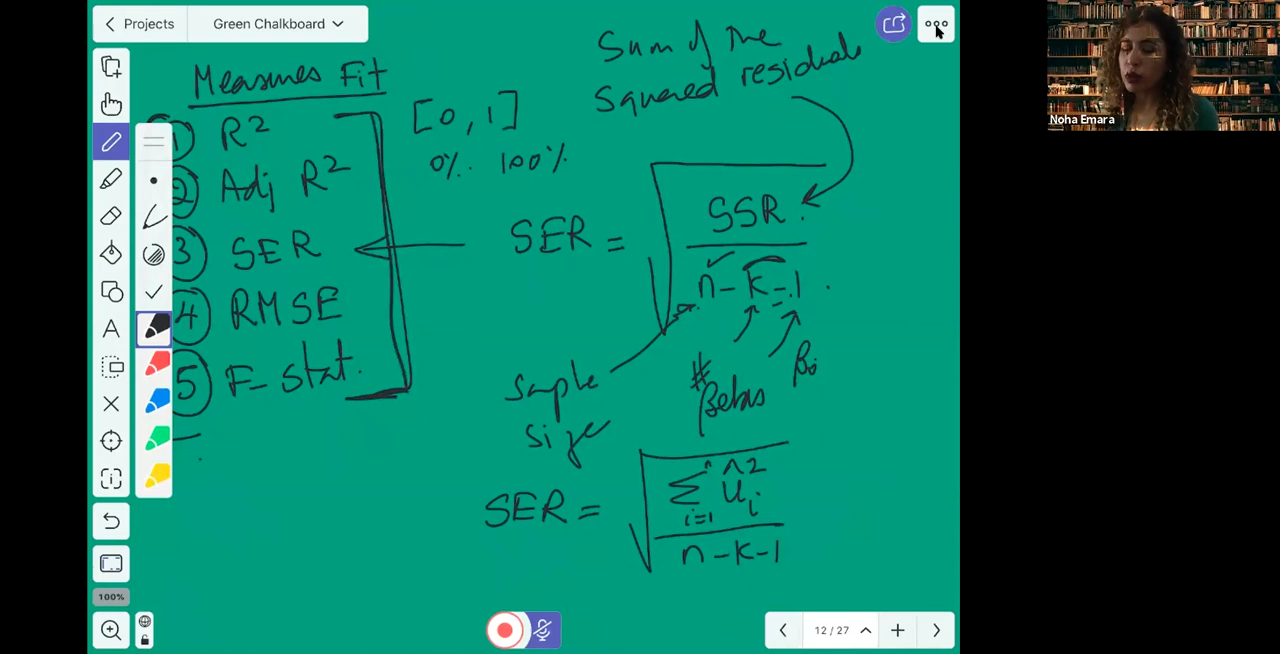 Projects
Green Chalkboard
Noha Emara
Measures Fit
1 R²
2 Adj R²
3 SER
4 RMSE
5 F-Stat.
[0,1]
0%. 100%
Sum of the
squared residuals
SER = √ SSR.
n-k-1.
Sample
size
#
Betas
SER = √ Σ i=1 n û i 2
n-k-1
100%
A
12 / 27